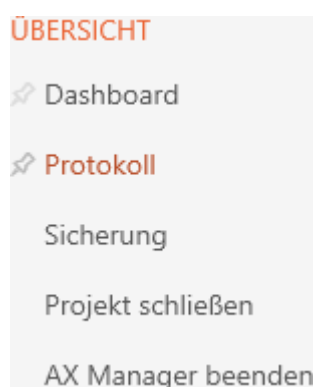 ÜBERSICHT
Dashboard
Protokoll
Sicherung
Projekt schließen
AX Manager beenden